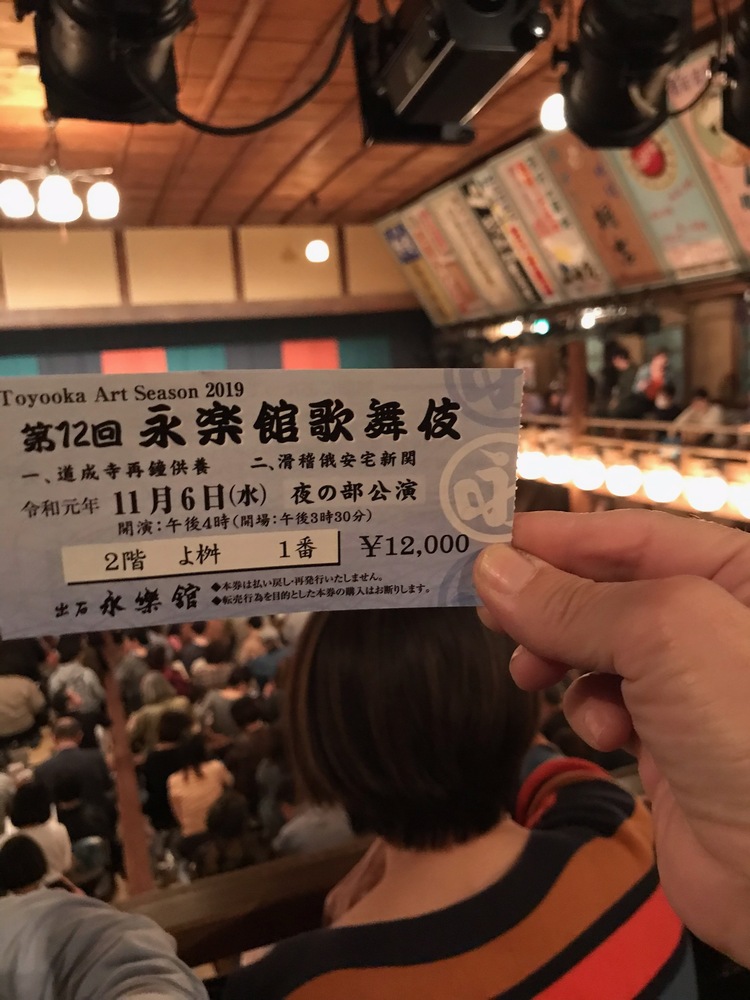 Toyooka Art Season 2019
第12回 永楽館歌舞伎
一、道成寺再鐘供養 二、滑稽俄安宅新関
令和元年 11月6日(水) 夜の部公演
開演:午後4時(開場:午後3時30分)
2階 よ桝 1番 ¥12,000
出石 永楽館 ◆本券は払い戻し・再発行いたしません。
◆転売行為を目的とした本券の購入はお断りします。